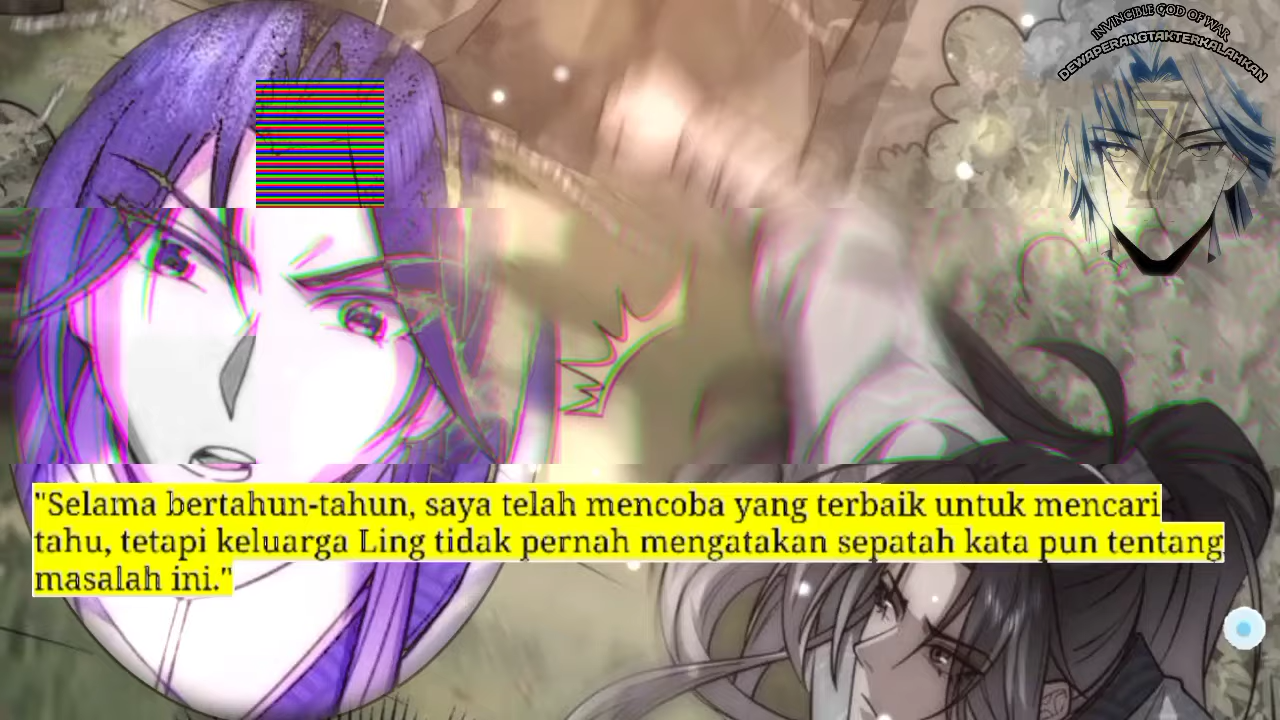 INVINCIBLE GOD OF WAR
DEWAPERANGTAKTERKALAHKAN
7
"Selama bertahun-tahun, saya telah mencoba yang terbaik untuk mencari
tahu, tetapi keluarga Ling tidak pernah mengatakan sepatah kata pun tentang
masalah ini."